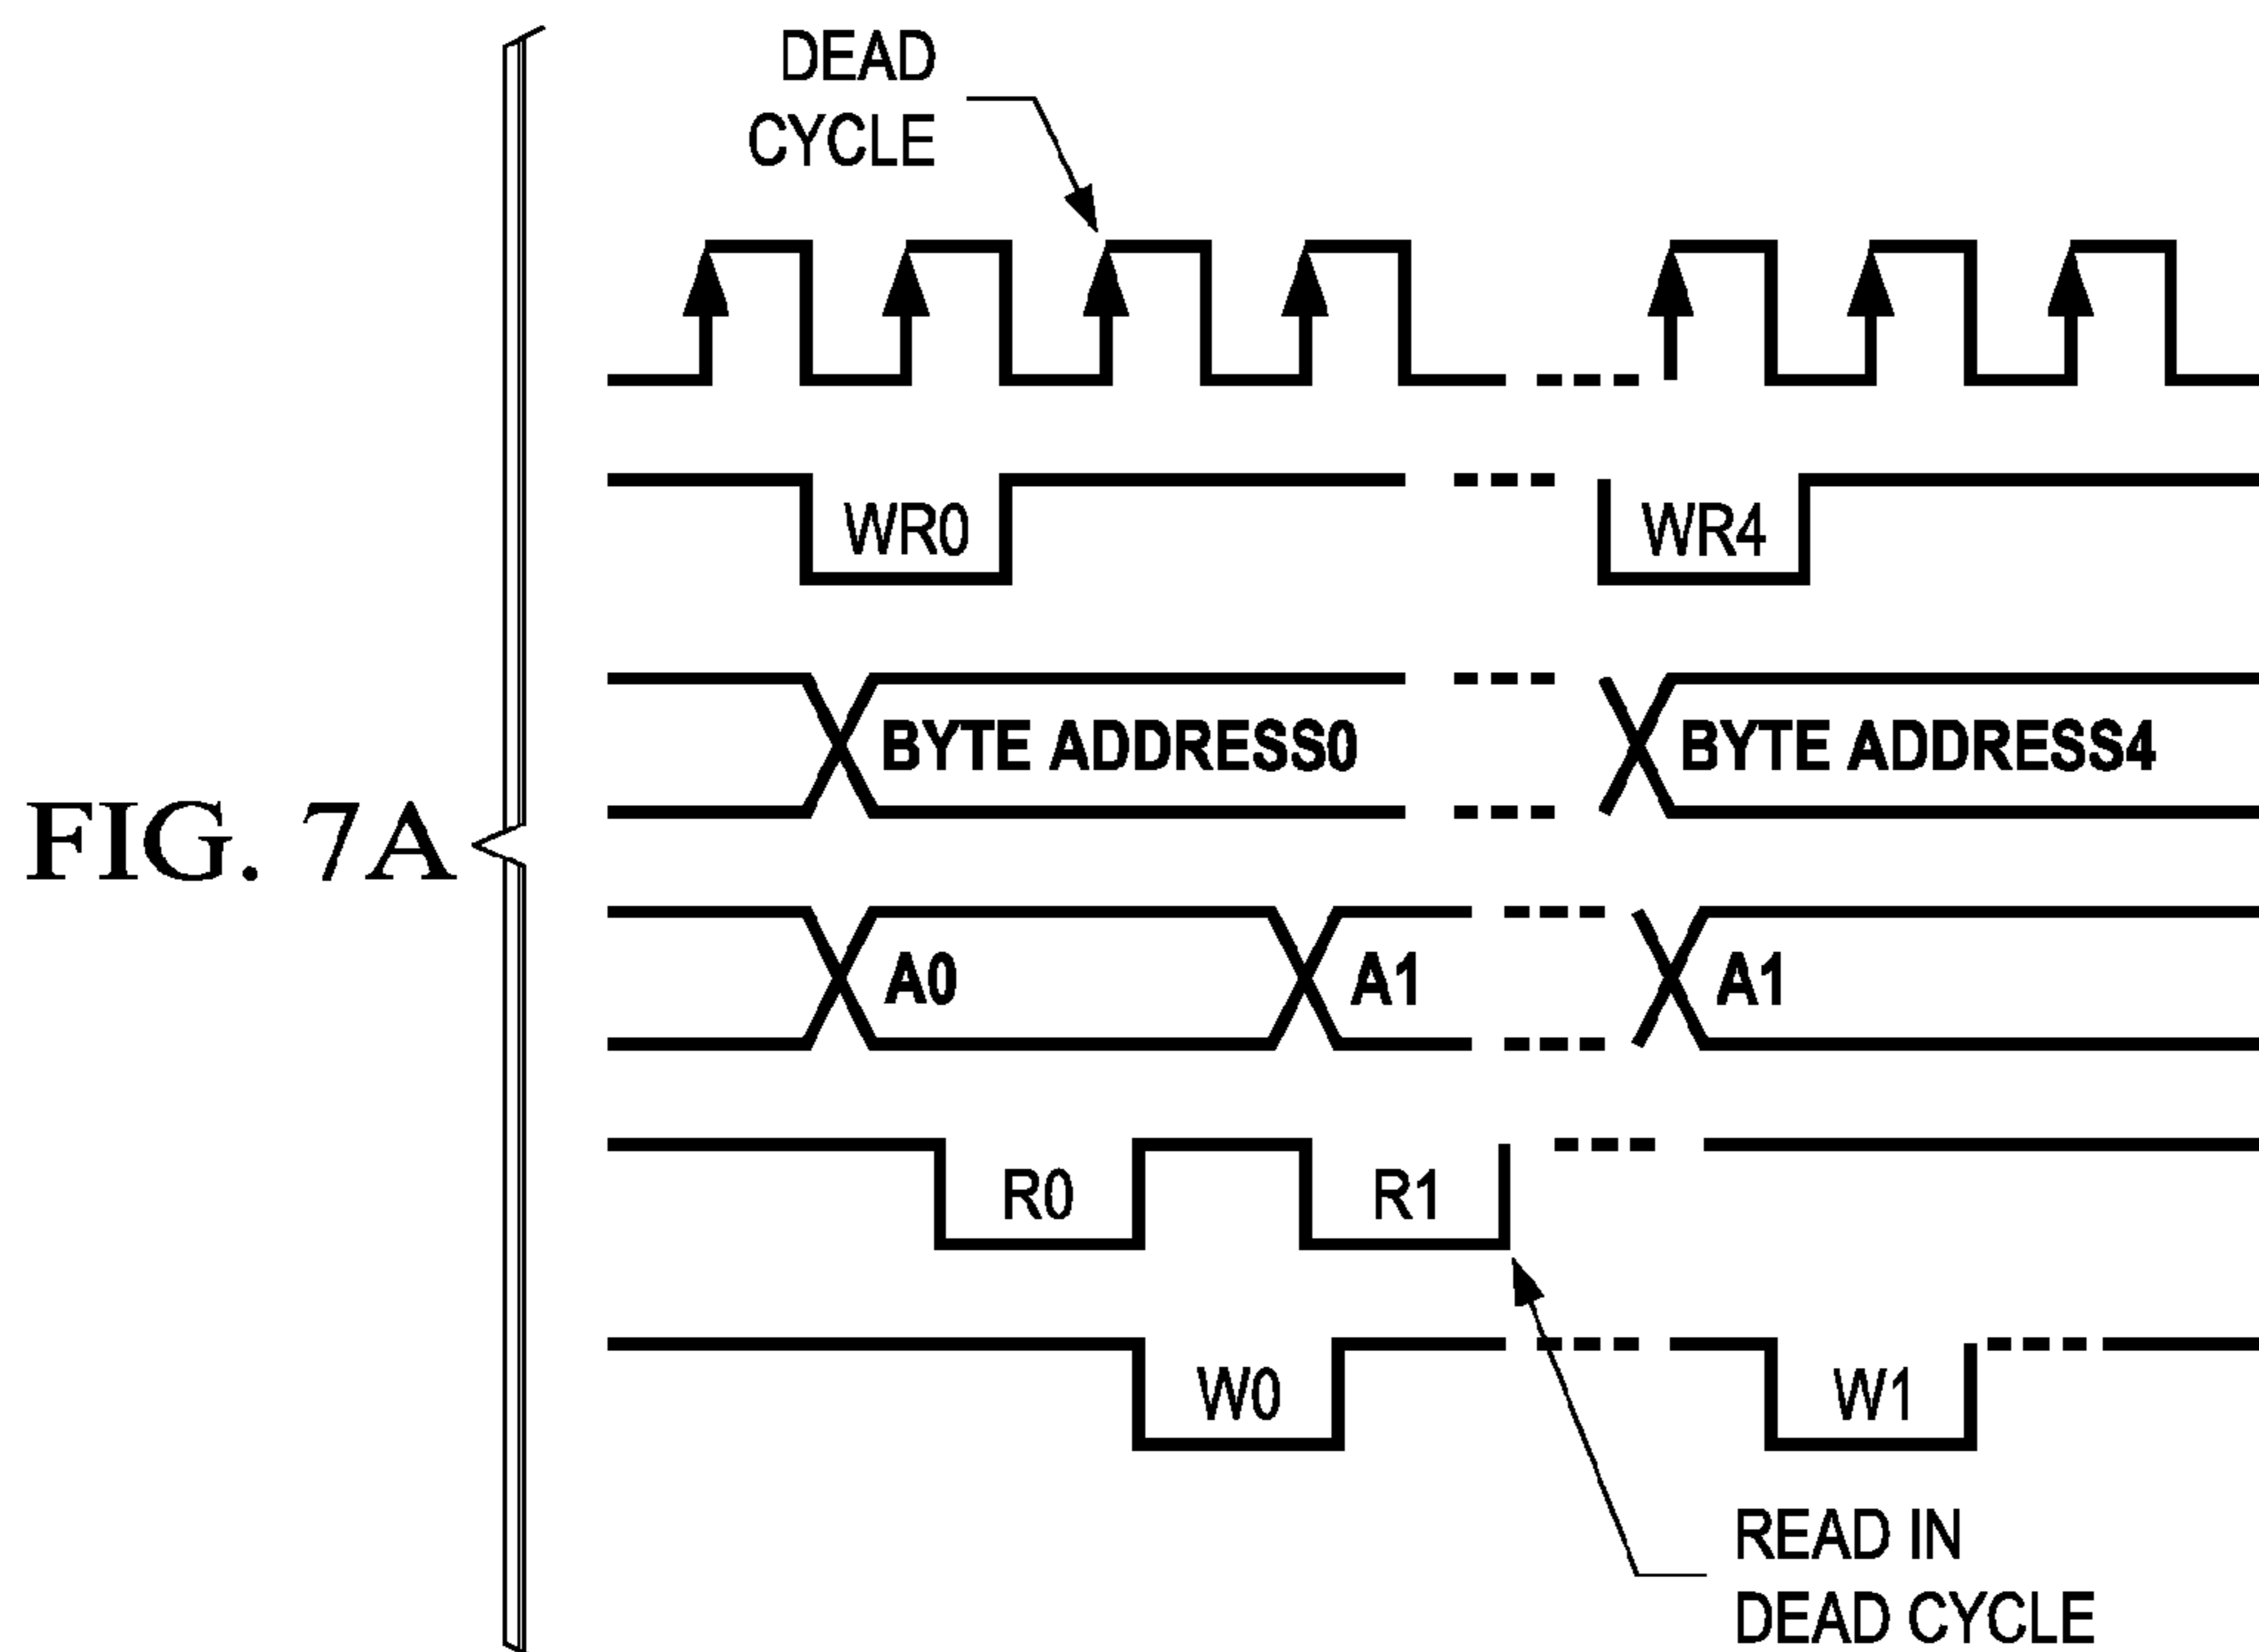 DEAD
CYCLE
WR0
WR4
BYTE ADDRESS0
BYTE ADDRESS4
FIG. 7A
A0
A1
A1
R0
R1
W0
W1
READ IN
DEAD CYCLE